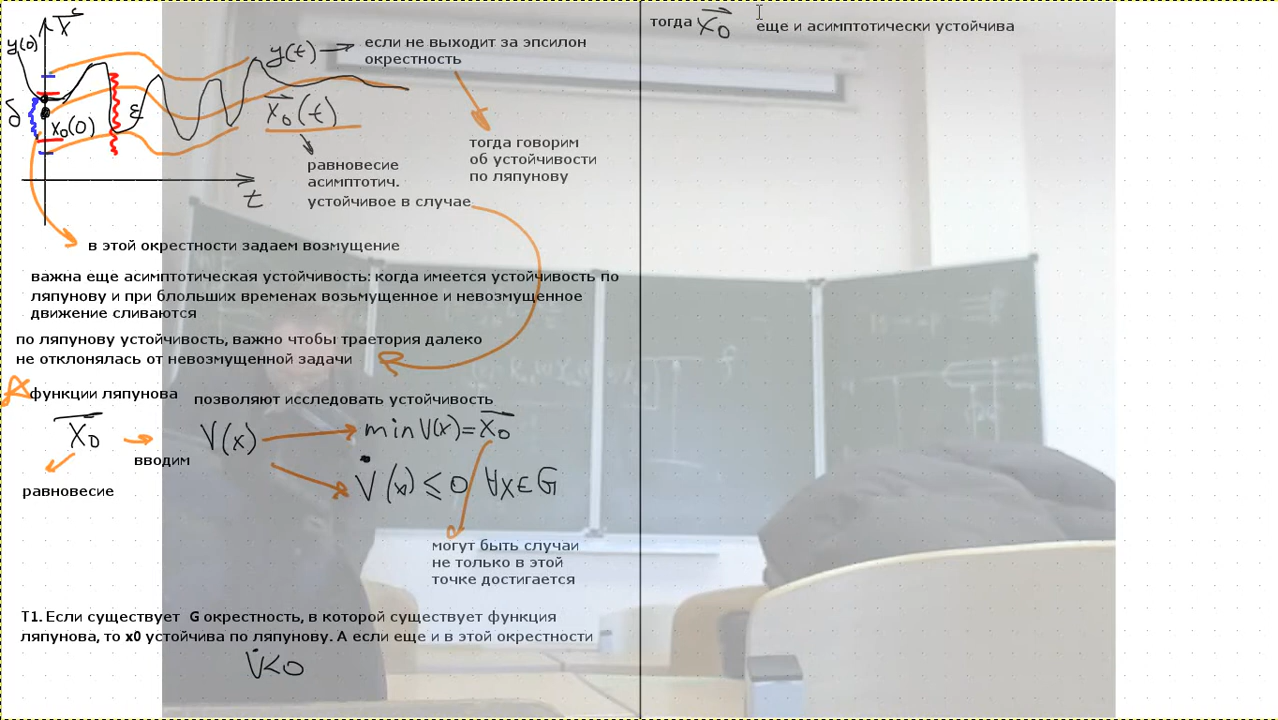 x
y(0)
y(t)
если не выходит за эпсилон
окрестность
δ
x₀(0)
ε
x₀(t)
t
тогда говорим
об устойчивости
по ляпунову
равновесие
асимптотич.
устойчивое в случае
в этой окрестности задаем возмущение
важна еще асимптотическая устойчивость: когда имеется устойчивость по
ляпунову и при блольших временах возьмущенное и невозмущенное
движение сливаются
по ляпунову устойчивость, важно чтобы траетория далеко
не отклонялась от невозмущенной задачи
функции ляпунова
позволяют исследовать устойчивость
X₀
вводим
равновесие
V(x)
min V(x) = X₀
V̇(x) ≤ 0 ∀x∈G
могут быть случаи
не только в этой
точке достигается
Т1. Если существует G окрестность, в которой существует функция
ляпунова, то x0 устойчива по ляпунову. А если еще и в этой окрестности
V̇<0
тогда X₀ еще и асимптотически устойчива